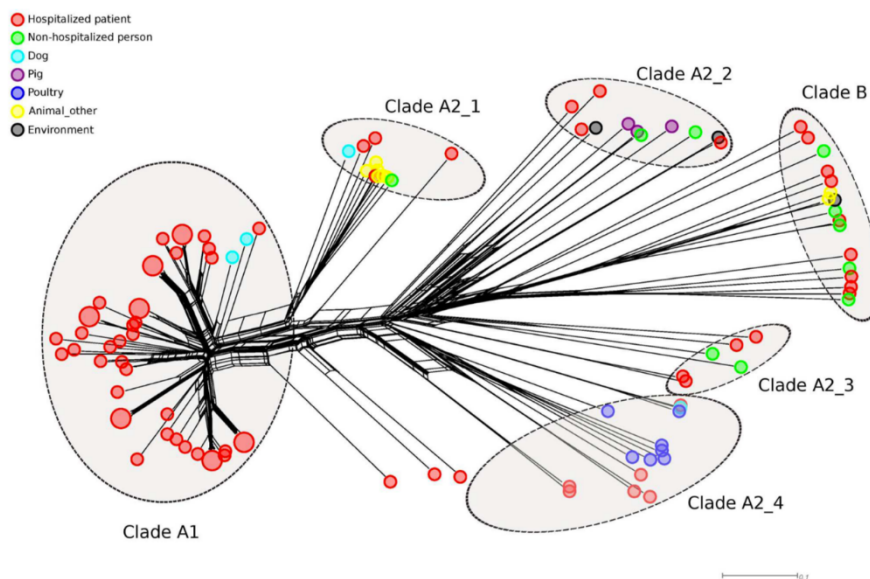 Hospitalized patient
Non-hospitalized person
Dog
Pig
Poultry
Animal_other
Environment
Clade A2_1
Clade A2_2
Clade B
Clade A2_3
Clade A2_4
Clade A1